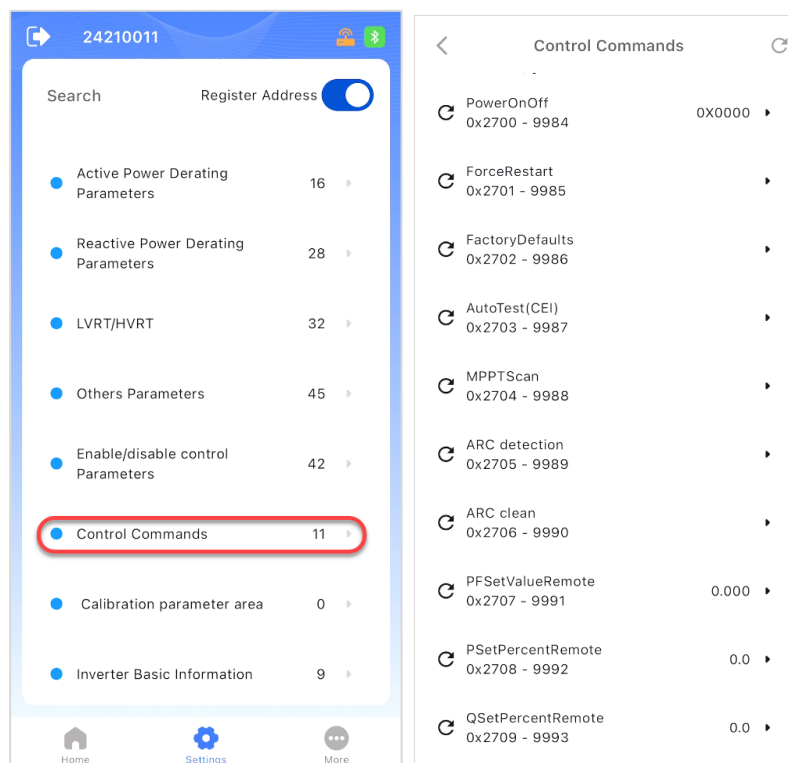 24210011
Search
Register Address
Active Power Derating
Parameters
16
Reactive Power Derating
Parameters
28
LVRT/HVRT
32
Others Parameters
45
Enable/disable control
Parameters
42
Control Commands
11
Calibration parameter area
0
Inverter Basic Information
9
Home
Settings
More
Control Commands
PowerOnOff
0x2700 - 9984
0X0000
ForceRestart
0x2701 - 9985
FactoryDefaults
0x2702 - 9986
AutoTest(CEI)
0x2703 - 9987
MPPTScan
0x2704 - 9988
ARC detection
0x2705 - 9989
ARC clean
0x2706 - 9990
PFSetValueRemote
0x2707 - 9991
0.000
PSetPercentRemote
0x2708 - 9992
0.0
QSetPercentRemote
0x2709 - 9993
0.0